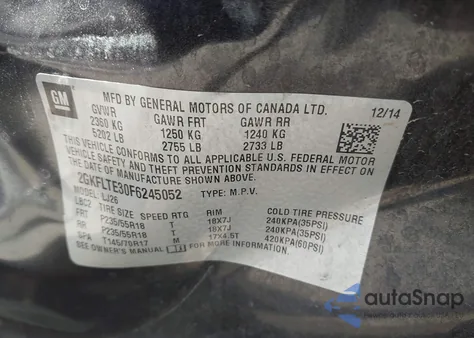 GM
MFD BY GENERAL MOTORS OF CANADA LTD.
12/14
GVWR GAWR FRT GAWR RR
2360 KG 1250 KG 1240 KG
5202 LB 2755 LB 2733 LB
THIS VEHICLE CONFORMS TO ALL APPLICABLE U.S. FEDERAL MOTOR
VEHICLE SAFETY, BUMPER, AND THEFT PREVENTION STANDARDS IN EFFECT ON
THE DATE OF MANUFACTURE SHOWN ABOVE.
2GKFLTE30F6245052 TYPE: M.P.V.
MODEL: LJ26
LBC2 TIRE SIZE SPEED RTG RIM COLD TIRE PRESSURE
FRT P235/55R18 T 18X7J 240KPA(35PSI)
RR P235/55R18 T 18X7J 240KPA(35PSI)
SPA T145/70R17 M 17X4.5T 420KPA(60PSI)
SEE OWNER'S MANUAL
autoSnap